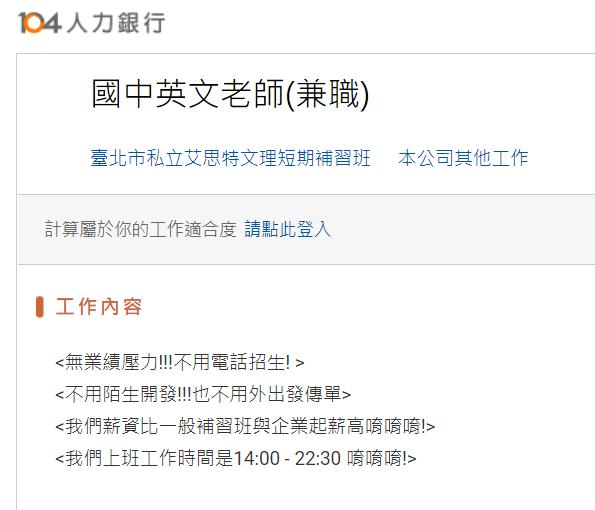 104人力銀行
國中英文老師(兼職)
臺北市私立艾思特文理短期補習班 本公司其他工作
計算屬於你的工作適合度 請點此登入
工作內容
<無業績壓力!!!不用電話招生! >
<不用陌生開發!!!也不用外出發傳單>
<我們薪資比一般補習班與企業起薪高唷唷唷!>
<我們上班工作時間是14:00 - 22:30 唷唷唷!>